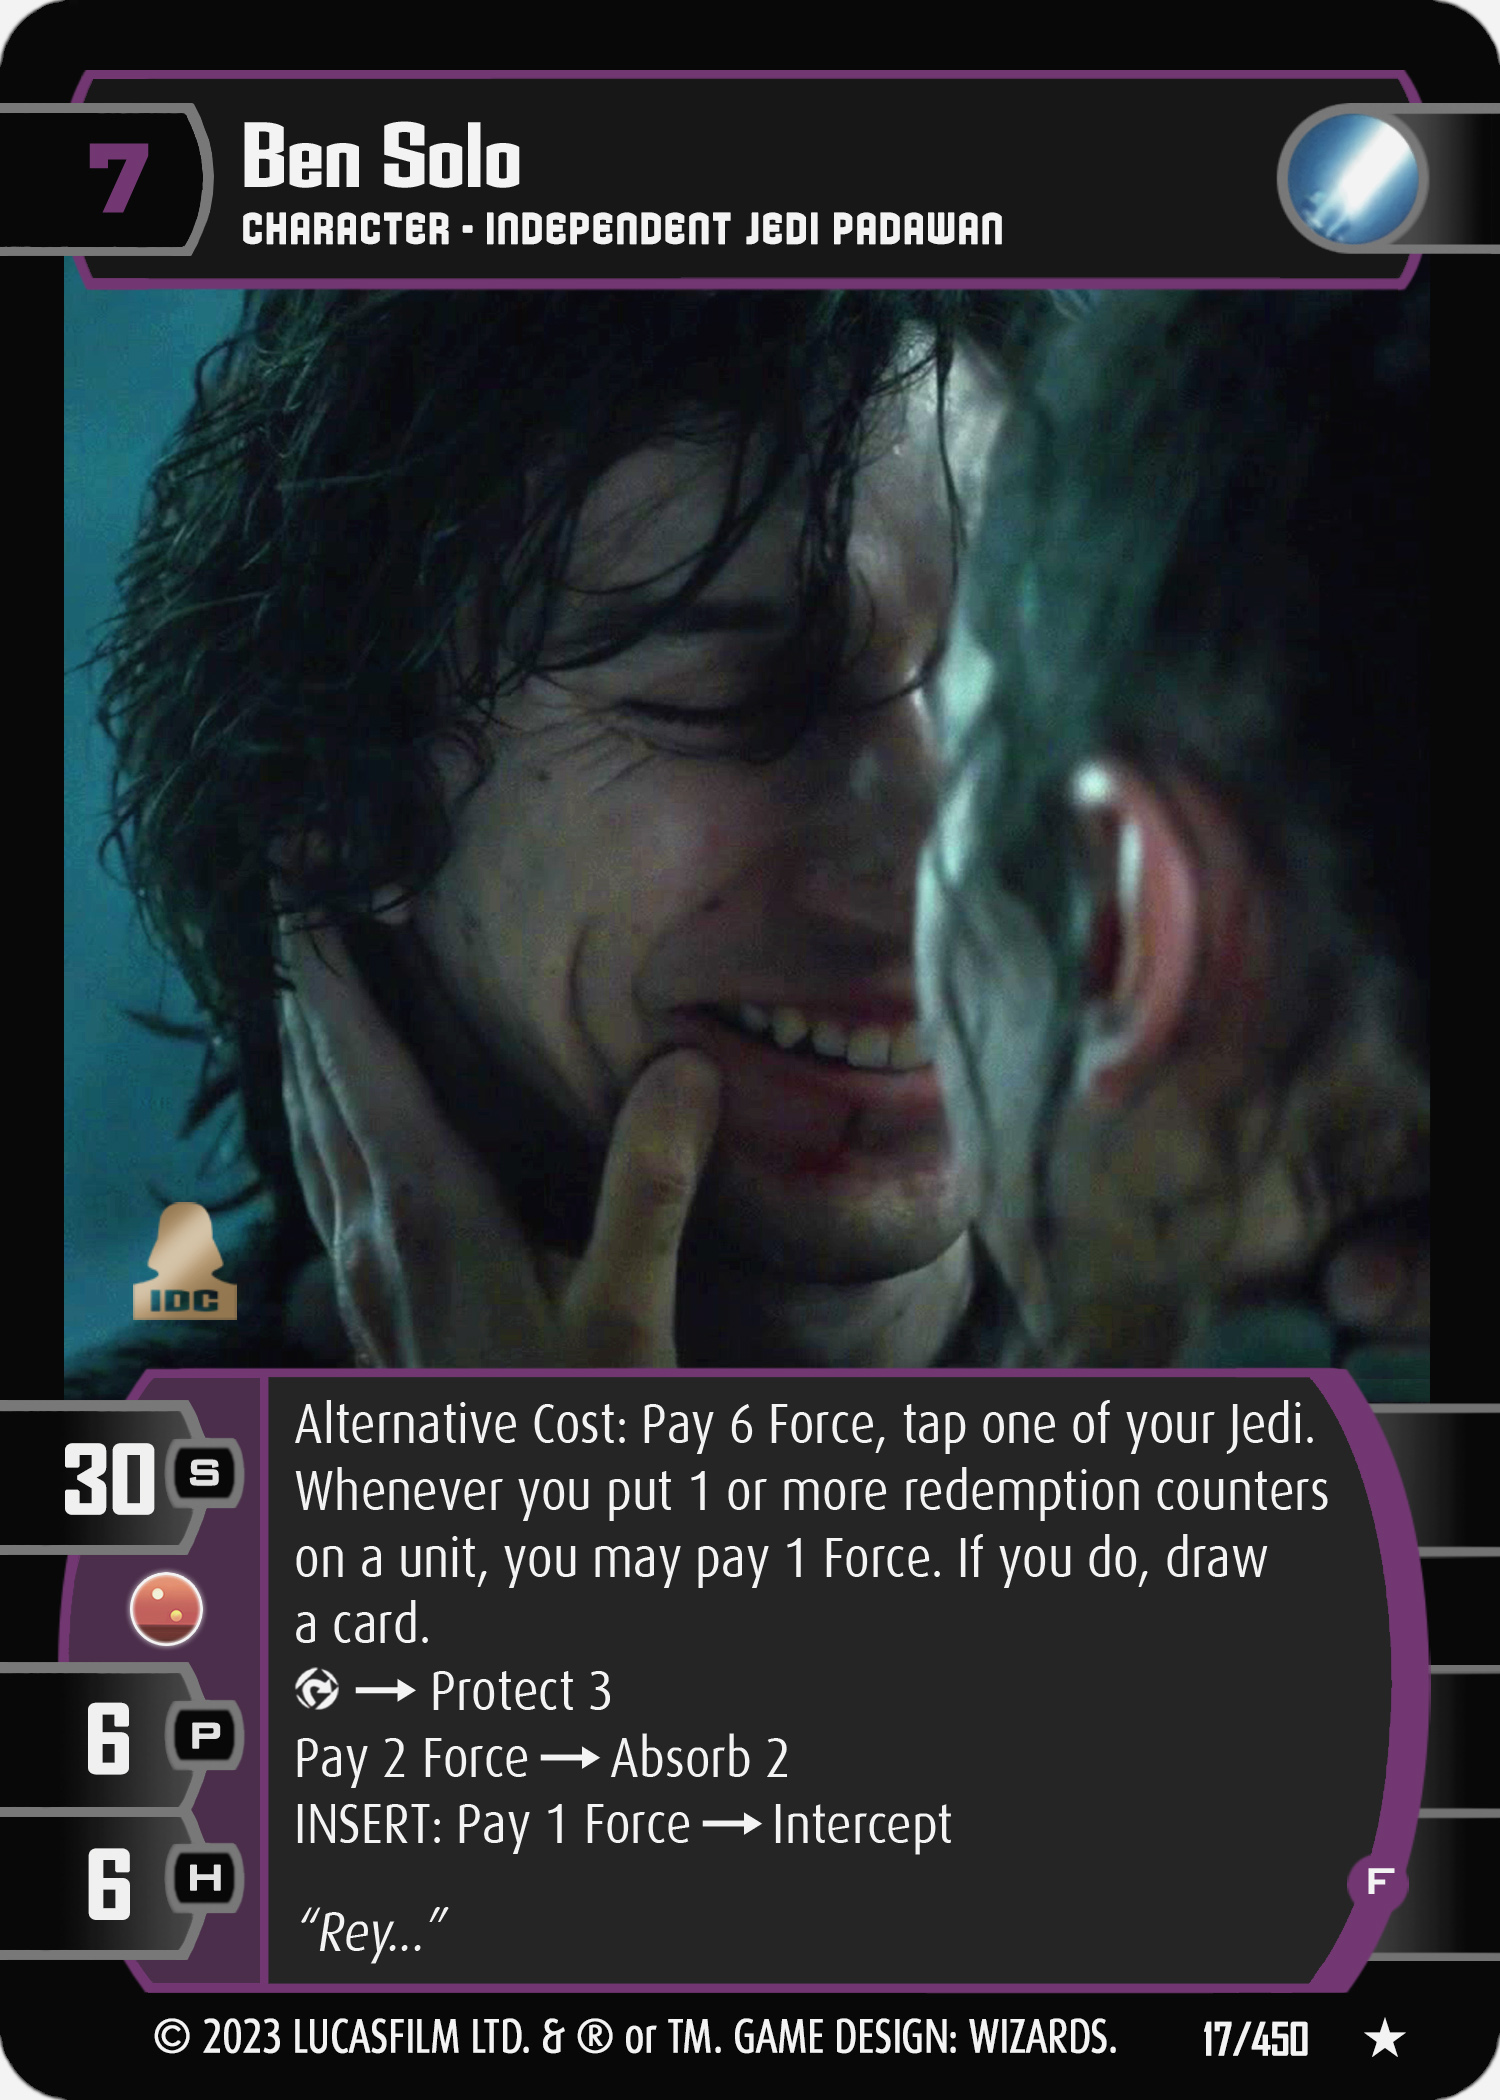 7
Ben Solo
CHARACTER - INDEPENDENT JEDI PADAWAN
IDC
30 S
6 P
6 H
Alternative Cost: Pay 6 Force, tap one of your Jedi.
Whenever you put 1 or more redemption counters
on a unit, you may pay 1 Force. If you do, draw
a card.
→ Protect 3
Pay 2 Force → Absorb 2
INSERT: Pay 1 Force → Intercept
“Rey...”
F
© 2023 LUCASFILM LTD. & ® or TM. GAME DESIGN: WIZARDS.
17/450 ★